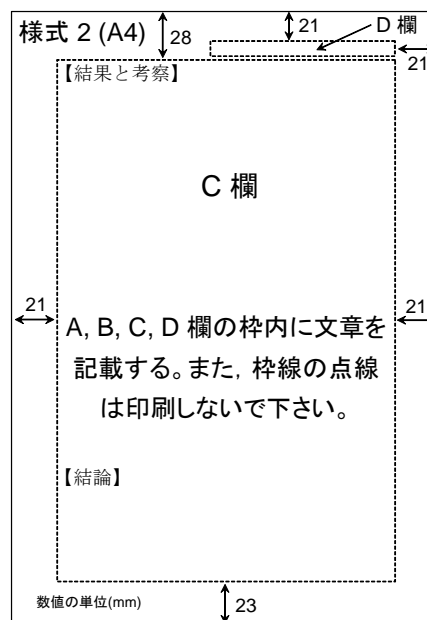 様式 2 (A4)
28
21
D 欄
21
【結果と考察】
C 欄
21
21
A, B, C, D 欄の枠内に文章を
記載する。また, 枠線の点線
は印刷しないで下さい。
【結論】
数値の単位(mm)
23